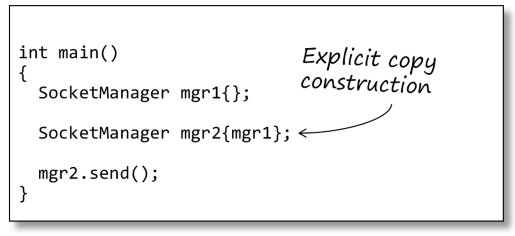 int main()
{
SocketManager mgr1{};
SocketManager mgr2{mgr1};
mgr2.send();
}
Explicit copy
construction